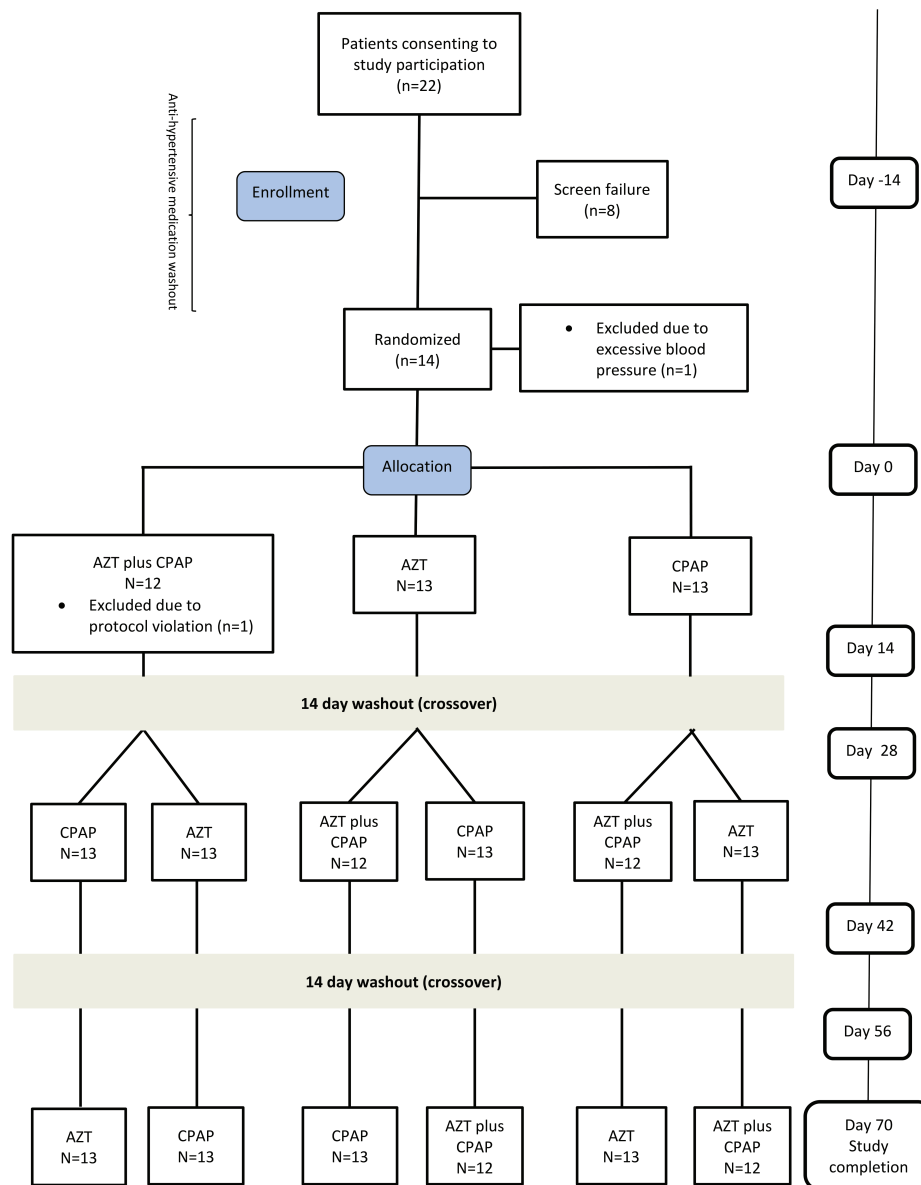 Patients consenting to
study participation
(n=22)
Anti-hypertensive medication washout
Enrollment
Screen failure
(n=8)
Day -14
Randomized
(n=14)
• Excluded due to
excessive blood
pressure (n=1)
Allocation
Day 0
AZT plus CPAP
N=12
• Excluded due to
protocol violation (n=1)
AZT
N=13
CPAP
N=13
Day 14
14 day washout (crossover)
Day 28
CPAP
N=13
AZT
N=13
AZT plus
CPAP
N=12
CPAP
N=13
AZT plus
CPAP
N=12
AZT
N=13
Day 42
14 day washout (crossover)
Day 56
AZT
N=13
CPAP
N=13
CPAP
N=13
AZT plus
CPAP
N=12
AZT
N=13
AZT plus
CPAP
N=12
Day 70
Study
completion